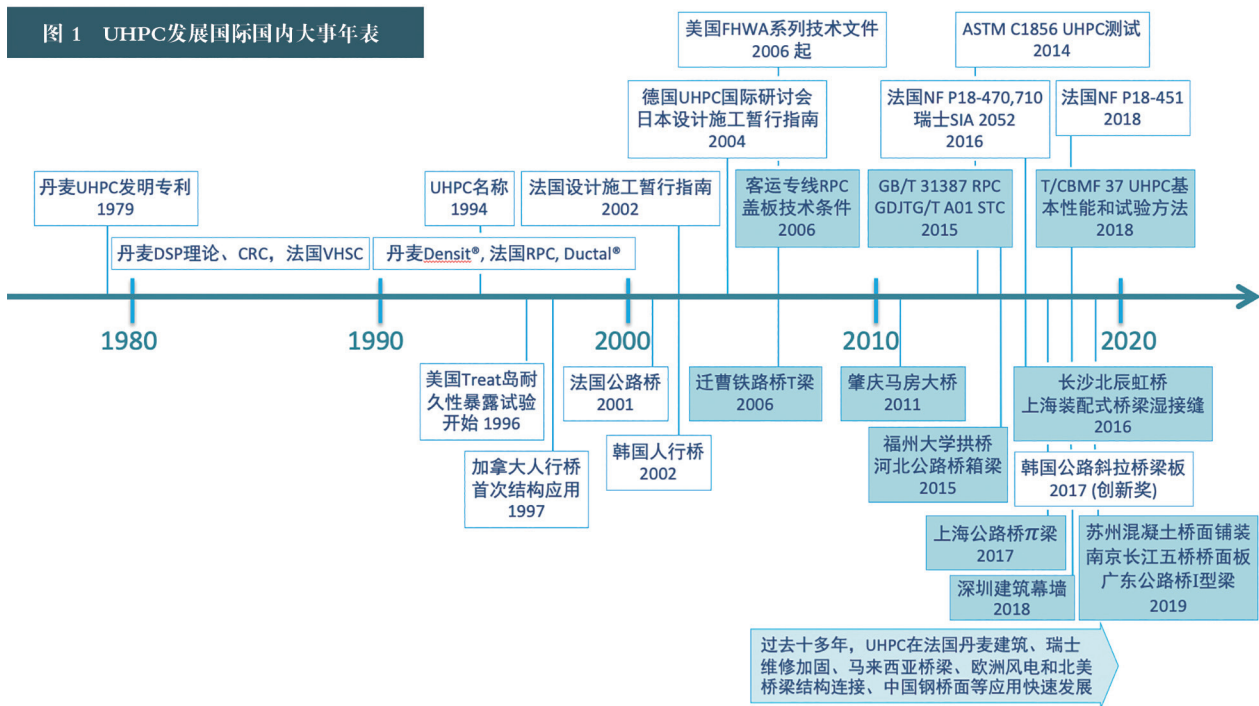 图 1 UHPC发展国际国内大事年表
美国FHWA系列技术文件
2006 起
ASTM C1856 UHPC测试
2014
德国UHPC国际研讨会
日本设计施工暂行指南
2004
法国NF P18-470,710
瑞士SIA 2052
2016
法国NF P18-451
2018
丹麦UHPC发明专利
1979
UHPC名称
1994
法国设计施工暂行指南
2002
客运专线RPC
盖板技术条件
2006
GB/T 31387 RPC
GDJTG/T A01 STC
2015
T/CBMF 37 UHPC基
本性能和试验方法
2018
丹麦DSP理论、CRC，法国VHSC
丹麦Densit®, 法国RPC, Ductal®
1980
1990
2000
2010
2020
美国Treat岛耐
久性暴露试验
开始 1996
法国公路桥
2001
迁曹铁路桥T梁
2006
肇庆马房大桥
2011
长沙北辰虹桥
上海装配式桥梁湿接缝
2016
加拿大人行桥
首次结构应用
1997
韩国人行桥
2002
福州大学拱桥
河北公路桥箱梁
2015
韩国公路斜拉桥梁板
2017 (创新奖)
上海公路桥π梁
2017
苏州混凝土桥面铺装
南京长江五桥桥面板
广东公路桥I型梁
2019
深圳建筑幕墙
2018
过去十多年，UHPC在法国丹麦建筑、瑞士
维修加固、马来西亚桥梁、欧洲风电和北美
桥梁结构连接、中国钢桥面等应用快速发展